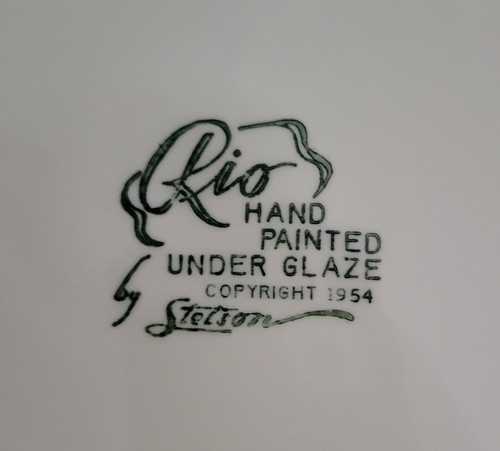 Rio
HAND
PAINTED
UNDER GLAZE
COPYRIGHT 1954
by Stetson